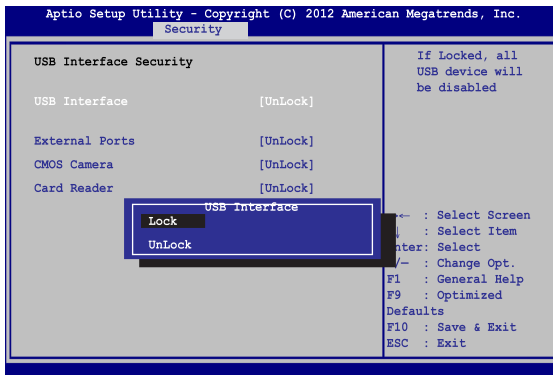 Aptio Setup Utility - Copyright (C) 2012 American Megatrends, Inc.
Security
USB Interface Security
USB Interface [UnLock]
External Ports [UnLock]
CMOS Camera [UnLock]
Card Reader [UnLock]
USB Interface
Lock
UnLock
If Locked, all
USB device will
be disabled
← : Select Screen
↓ : Select Item
nter: Select
/— : Change Opt.
F1 : General Help
F9 : Optimized
Defaults
F10 : Save & Exit
ESC : Exit